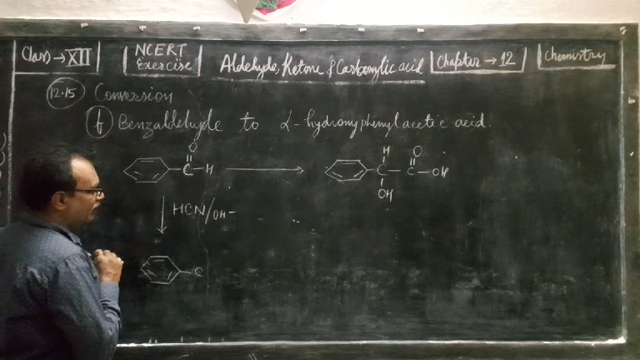 Class → XII
NCERT Exercise
Aldehyde, Ketone & Carboxylic acid
Chapter → 12
Chemistry
12.15 Conversion
f Benzaldehyde to α-hydroxyphenylacetic acid.
O
C - H
H
O
C - C - OH
OH
HCN/OH-
C